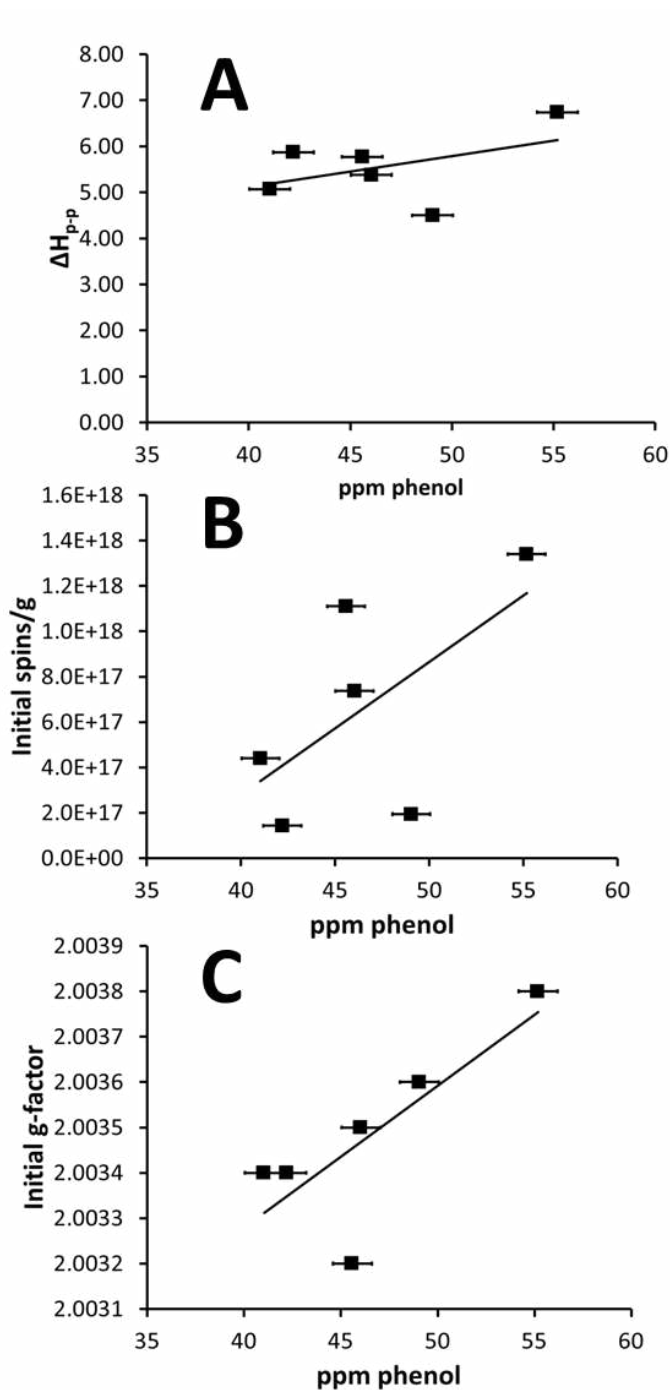 A
8.00
7.00
6.00
5.00
4.00
3.00
2.00
1.00
0.00
ΔHp-p
35 40 45 50 55 60
ppm phenol
B
1.6E+18
1.4E+18
1.2E+18
1.0E+18
8.0E+17
6.0E+17
4.0E+17
2.0E+17
0.0E+00
Initial spins/g
35 40 45 50 55 60
ppm phenol
C
2.0039
2.0038
2.0037
2.0036
2.0035
2.0034
2.0033
2.0032
2.0031
Initial g-factor
35 40 45 50 55 60
ppm phenol